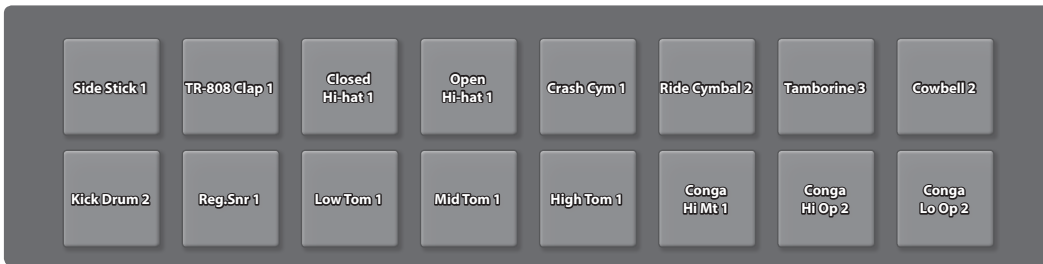 Side Stick 1
TR-808 Clap 1
Closed
Hi-hat 1
Open
Hi-hat 1
Crash Cym 1
Ride Cymbal 2
Tamborine 3
Cowbell 2
Kick Drum 2
Reg.Snr 1
Low Tom 1
Mid Tom 1
High Tom 1
Conga
Hi Mt 1
Conga
Hi Op 2
Conga
Lo Op 2